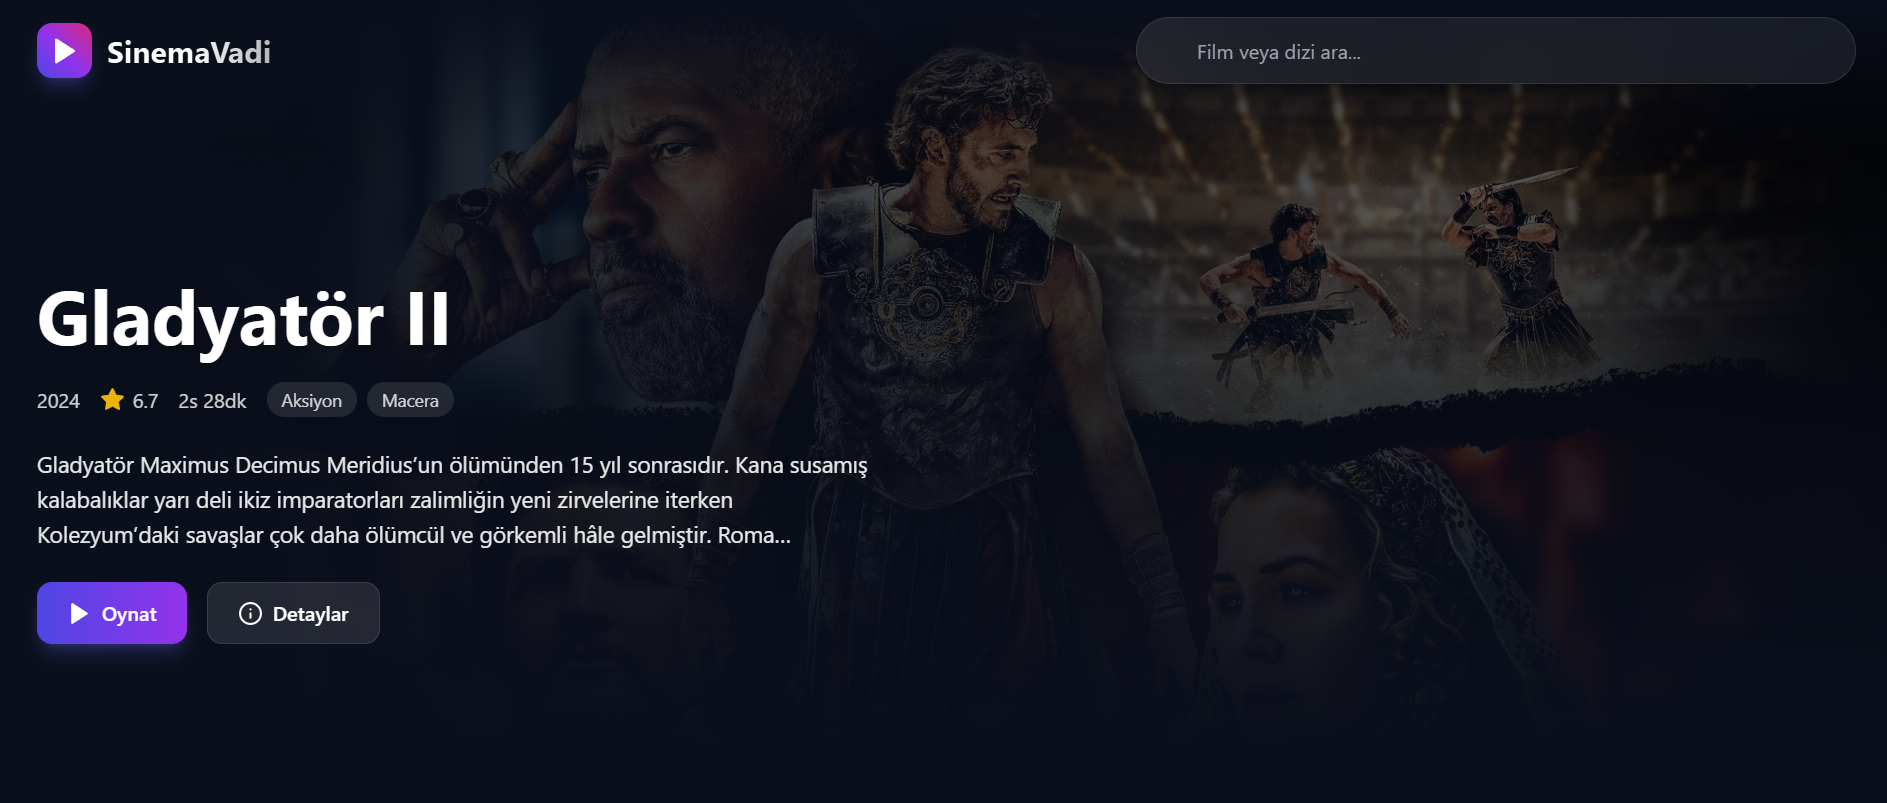 SinemaVadi
Film veya dizi ara...
Gladyatör II
2024 6.7 2s 28dk Aksiyon Macera
Gladyatör Maximus Decimus Meridius’un ölümünden 15 yıl sonrasıdır. Kana susamış
kalabalıklar yarı deli ikiz imparatorları zalimliğin yeni zirvelerine iterken
Kolezyum’daki savaşlar çok daha ölümcül ve görkemli hâle gelmiştir. Roma...
Oynat Detaylar